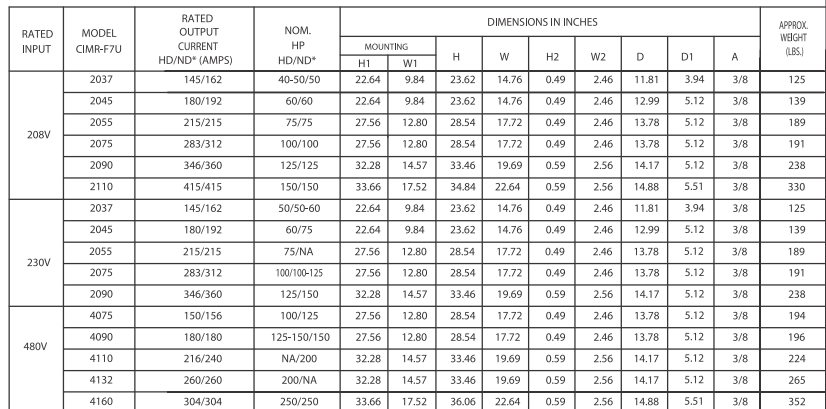 RATED INPUT MODEL CIMR-F7U RATED OUTPUT CURRENT HD/ND* (AMPS) NOM. HP HD/ND* DIMENSIONS IN INCHES APPROX. WEIGHT (LBS.)
MOUNTING H W H2 W2 D D1 A
H1 W1
208V
2037 145/162 40-50/50 22.64 9.84 23.62 14.76 0.49 2.46 11.81 3.94 3/8 125
2045 180/192 60/60 22.64 9.84 23.62 14.76 0.49 2.46 12.99 5.12 3/8 139
2055 215/215 75/75 27.56 12.80 28.54 17.72 0.49 2.46 13.78 5.12 3/8 189
2075 283/312 100/100 27.56 12.80 28.54 17.72 0.49 2.46 13.78 5.12 3/8 191
2090 346/360 125/125 32.28 14.57 33.46 19.69 0.59 2.56 14.17 5.12 3/8 238
2110 415/415 150/150 33.66 17.52 34.84 22.64 0.59 2.56 14.88 5.51 3/8 330
230V
2037 145/162 50/50-60 22.64 9.84 23.62 14.76 0.49 2.46 11.81 3.94 3/8 125
2045 180/192 60/75 22.64 9.84 23.62 14.76 0.49 2.46 12.99 5.12 3/8 139
2055 215/215 75/NA 27.56 12.80 28.54 17.72 0.49 2.46 13.78 5.12 3/8 189
2075 283/312 100/100-125 27.56 12.80 28.54 17.72 0.49 2.46 13.78 5.12 3/8 191
2090 346/360 125/150 32.28 14.57 33.46 19.69 0.59 2.56 14.17 5.12 3/8 238
480V
4075 150/156 100/125 27.56 12.80 28.54 17.72 0.49 2.46 13.78 5.12 3/8 194
4090 180/180 125-150/150 27.56 12.80 28.54 17.72 0.49 2.46 13.78 5.12 3/8 196
4110 216/240 NA/200 32.28 14.57 33.46 19.69 0.59 2.56 14.17 5.12 3/8 224
4132 260/260 200/NA 32.28 14.57 33.46 19.69 0.59 2.56 14.17 5.12 3/8 265
4160 304/304 250/250 33.66 17.52 36.06 22.64 0.59 2.56 14.88 5.51 3/8 352